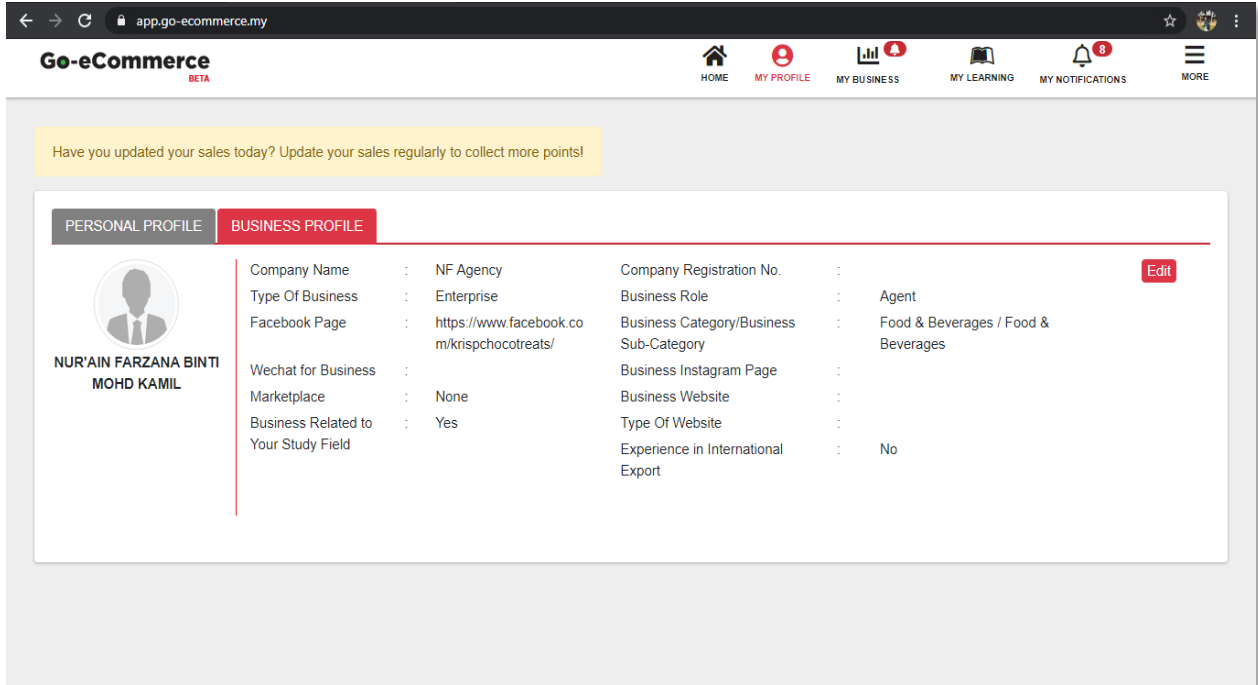 app.go-ecommerce.my
Go-eCommerce
BETA
HOME
MY PROFILE
MY BUSINESS
MY LEARNING
8
MY NOTIFICATIONS
MORE
Have you updated your sales today? Update your sales regularly to collect more points!
PERSONAL PROFILE
BUSINESS PROFILE
NUR'AIN FARZANA BINTI
MOHD KAMIL
Company Name : NF Agency
Type Of Business : Enterprise
Facebook Page : https://www.facebook.co
m/krispchocotreats/
Wechat for Business :
Marketplace : None
Business Related to : Yes
Your Study Field
Company Registration No. :
Business Role : Agent
Business Category/Business : Food & Beverages / Food &
Sub-Category Beverages
Business Instagram Page :
Business Website :
Type Of Website :
Experience in International : No
Export
Edit